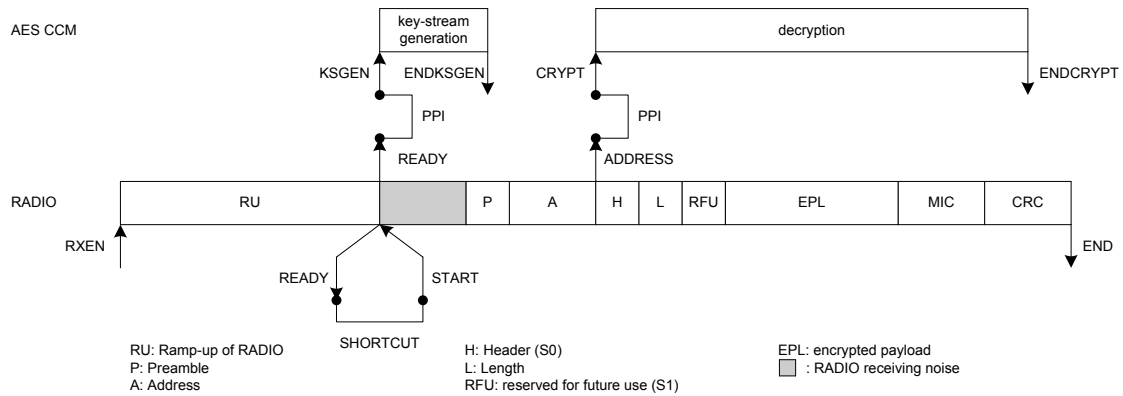 AES CCM
key-stream
generation
decryption
KSGEN
ENDKSGEN
CRYPT
ENDCRYPT
PPI
PPI
READY
ADDRESS
RADIO
RU
P
A
H
L
RFU
EPL
MIC
CRC
RXEN
END
READY
START
SHORTCUT
RU: Ramp-up of RADIO
P: Preamble
A: Address
H: Header (S0)
L: Length
RFU: reserved for future use (S1)
EPL: encrypted payload
: RADIO receiving noise